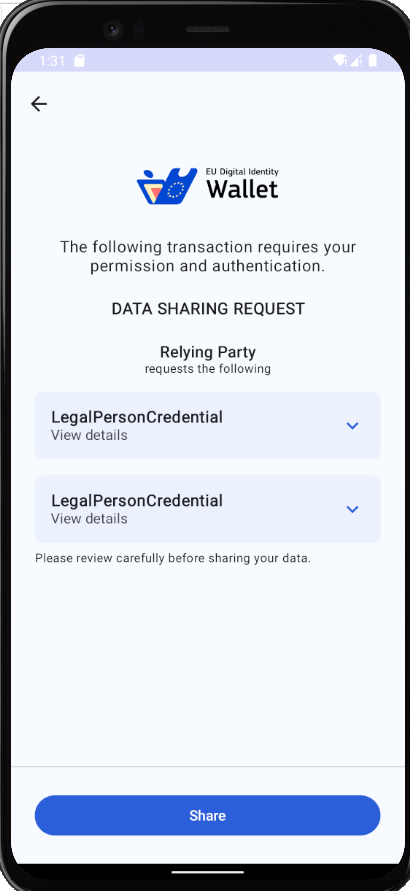 1:31
EU Digital Identity
Wallet
The following transaction requires your
permission and authentication.
DATA SHARING REQUEST
Relying Party
requests the following
LegalPersonCredential
View details
LegalPersonCredential
View details
Please review carefully before sharing your data.
Share